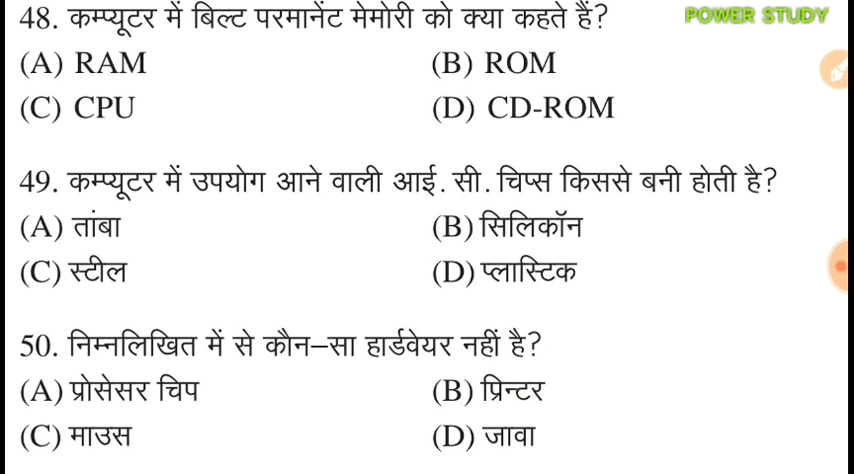 48. कम्प्यूटर में बिल्ट परमानेंट मेमोरी को क्या कहते हैं? POWER STUDY
(A) RAM (B) ROM
(C) CPU (D) CD-ROM
49. कम्प्यूटर में उपयोग आने वाली आई. सी. चिप्स किससे बनी होती है?
(A) तांबा (B) सिलिकॉन
(C) स्टील (D) प्लास्टिक
50. निम्नलिखित में से कौन–सा हार्डवेयर नहीं है?
(A) प्रोसेसर चिप (B) प्रिन्टर
(C) माउस (D) जावा